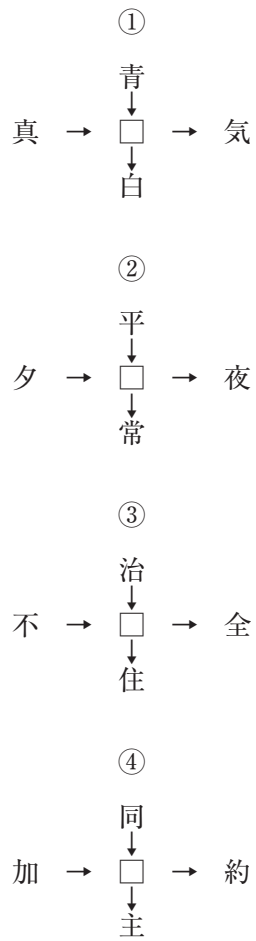 ①
青
↓
真 → □ → 気
↓
白
②
平
↓
夕 → □ → 夜
↓
常
③
治
↓
不 → □ → 全
↓
住
④
同
↓
加 → □ → 約
↓
主